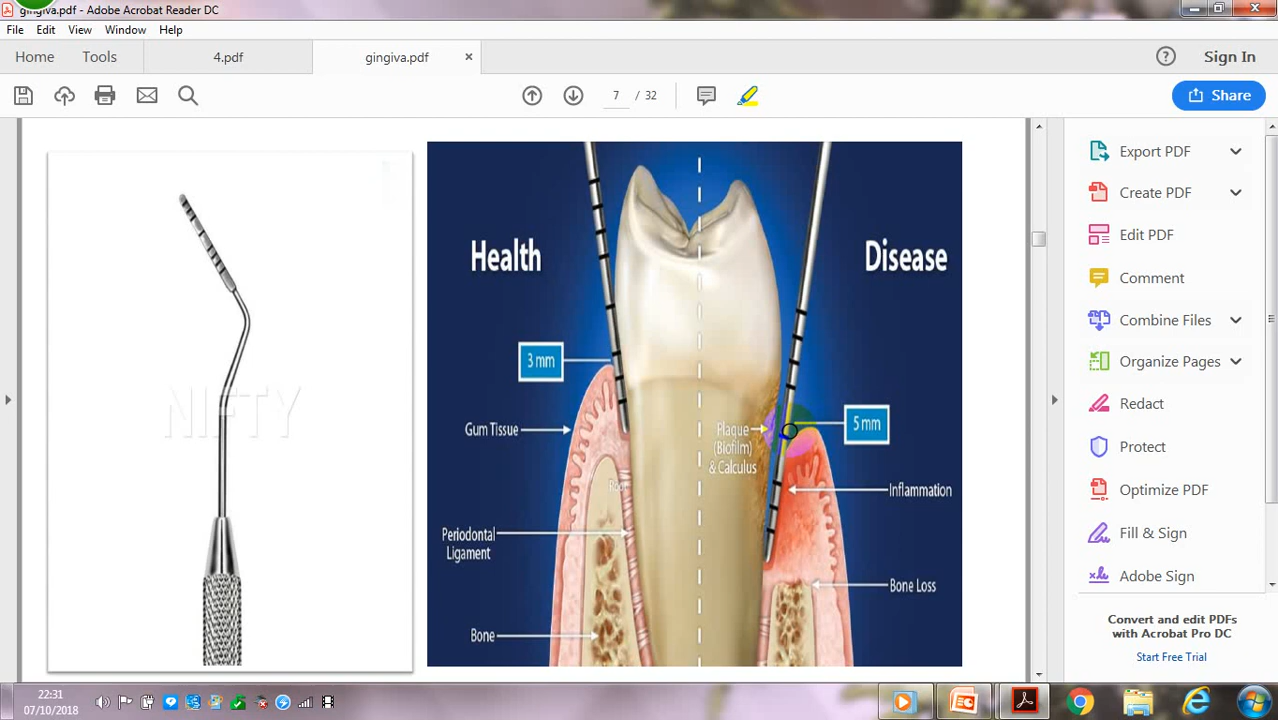 gingiva.pdf - Adobe Acrobat Reader DC
File Edit View Window Help
Home Tools 4.pdf gingiva.pdf × ? Sign In
7 / 32 Share
NIFTY
Health
Disease
3 mm
5 mm
Gum Tissue
Plaque
(Biofilm)
& Calculus
Root
Inflammation
Periodontal
Ligament
Bone Loss
Bone
Export PDF
Create PDF
Edit PDF
Comment
Combine Files
Organize Pages
Redact
Protect
Optimize PDF
Fill & Sign
Adobe Sign
Convert and edit PDFs
with Acrobat Pro DC
Start Free Trial
22:31
07/10/2018